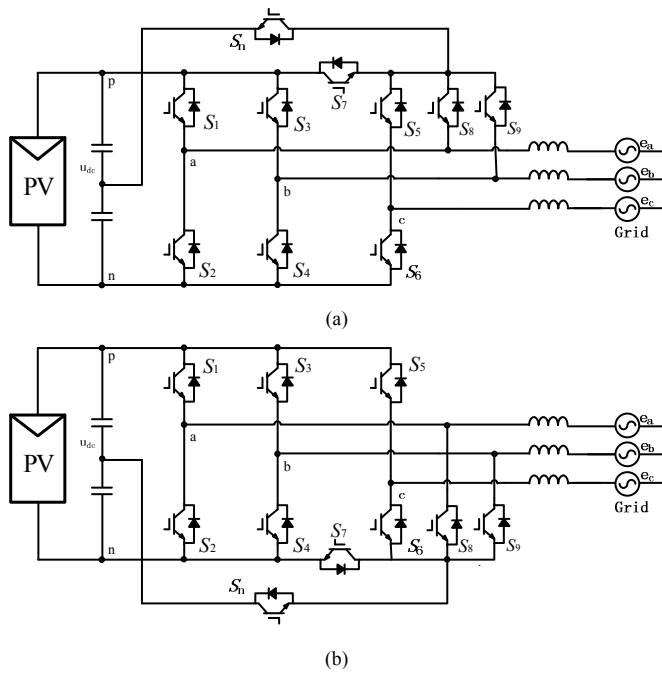 Sn
p
S7
S1
S3
S5
S8
S9
ea
a
udc
PV
eb
b
ec
c
Grid
S2
S4
S6
n
(a)
p
S1
S3
S5
ea
a
udc
PV
eb
b
ec
c
Grid
S7
n
S2
S4
S6
S8
S9
Sn
(b)